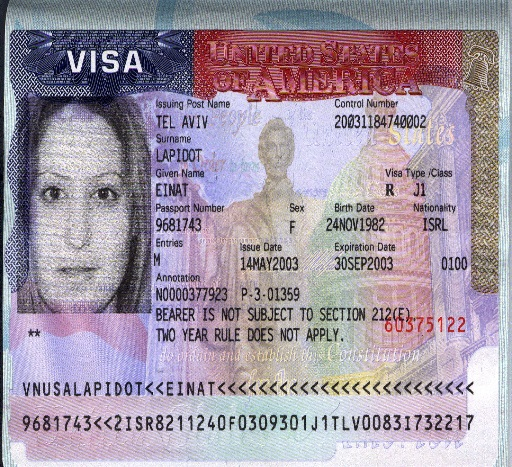 VISA
UNITED STATES OF AMERICA
Issuing Post Name Control Number
TEL AVIV 20031184740002
Surname
LAPIDOT
Given Name Visa Type /Class
EINAT R J1
Passport Number Sex Birth Date Nationality
9681743 F 24NOV1982 ISRL
Entries Issue Date Expiration Date
M 14MAY2003 30SEP2003 0100
Annotation
N0000377923 P-3-01359
BEARER IS NOT SUBJECT TO SECTION 212(E).
60375122
** TWO YEAR RULE DOES NOT APPLY.
do ordain and establish this Constitution
VNUSALAPIDOT<<EINAT<<<<<<<<<<<<<<<<<<<<<<<<<
9681743<<2ISR8211240F0309301J1TLV0083I732217